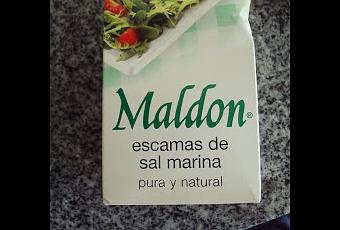 Maldon®
escamas de
sal marina
pura y natural